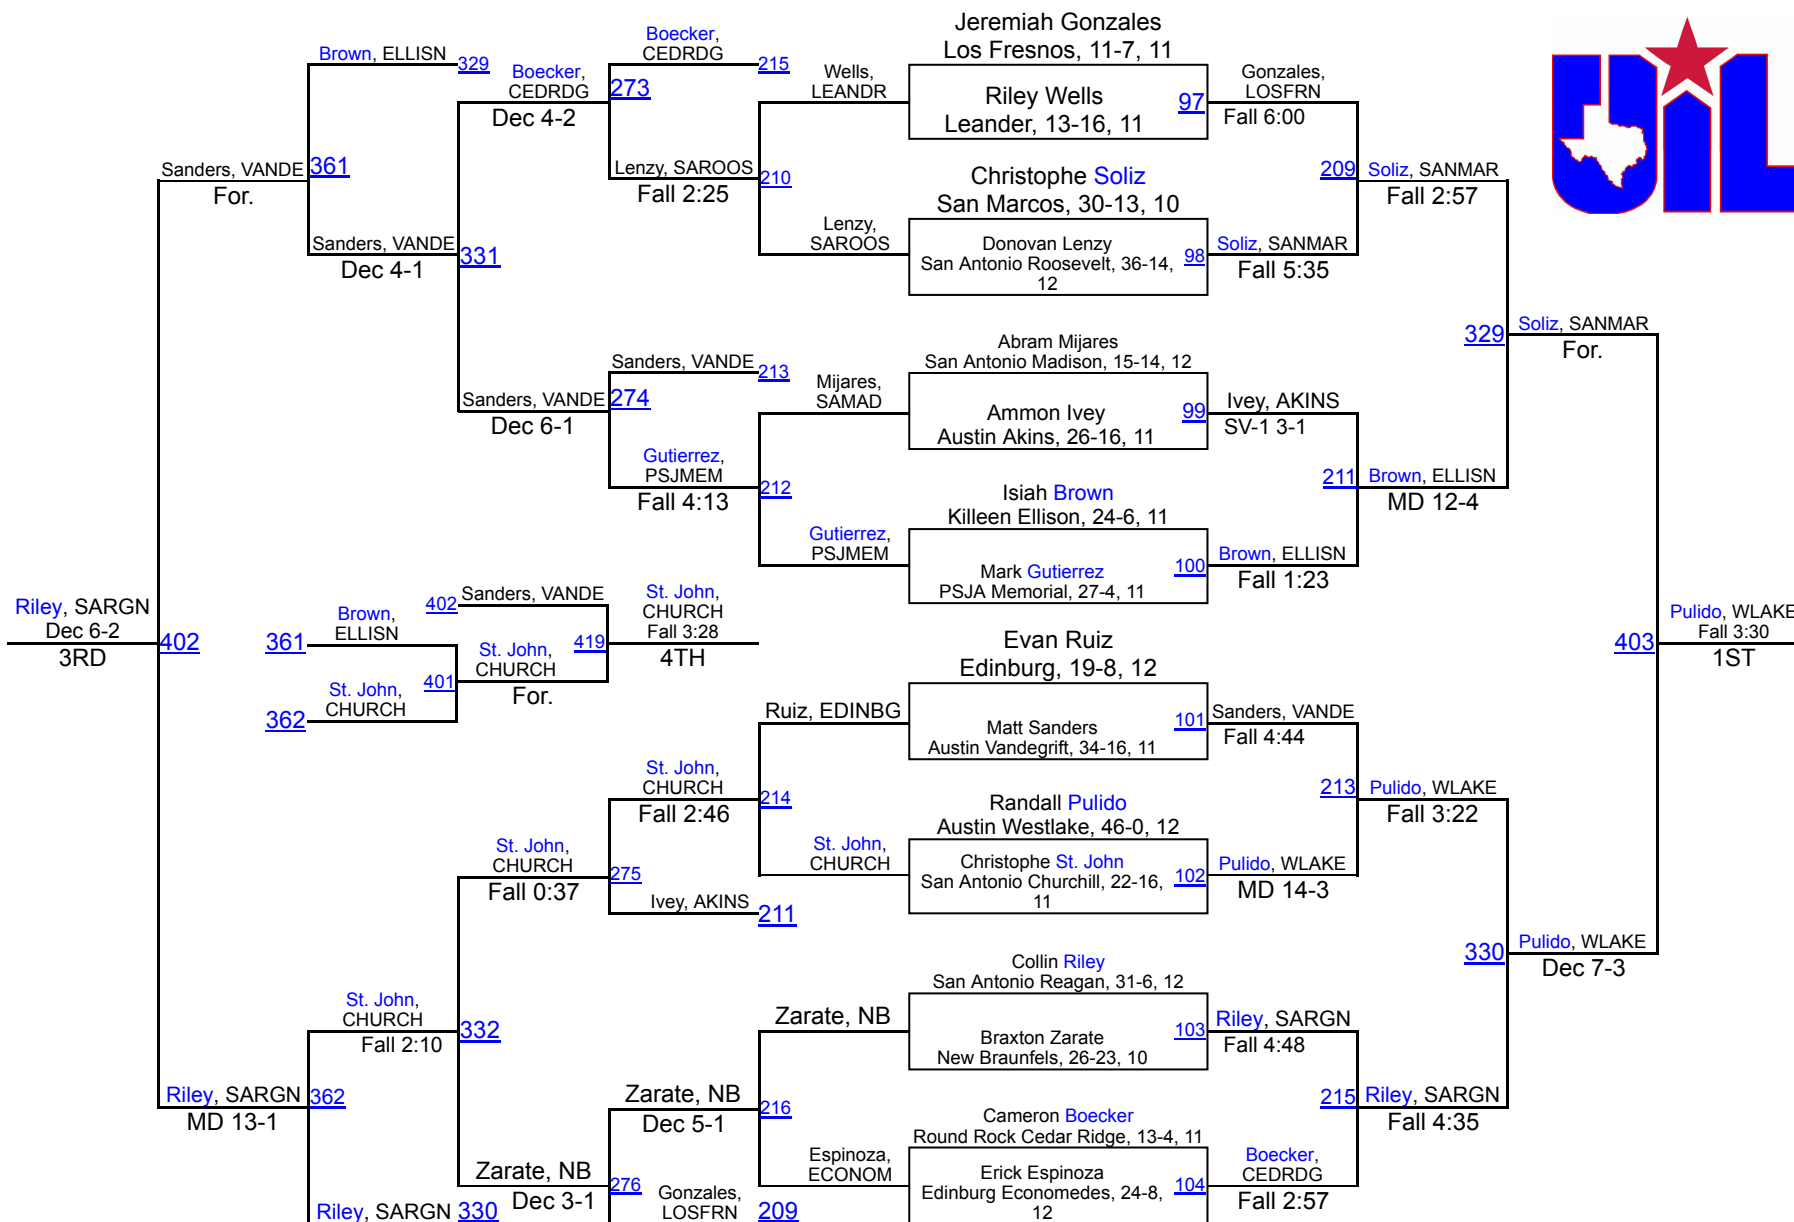 Jeremiah Gonzales
Los Fresnos, 11-7, 11
Riley Wells
Leander, 13-16, 11
97
Christophe Soliz
San Marcos, 30-13, 10
Donovan Lenzy
San Antonio Roosevelt, 36-14,
12
98
Abram Mijares
San Antonio Madison, 15-14, 12
Ammon Ivey
Austin Akins, 26-16, 11
99
Isiah Brown
Killeen Ellison, 24-6, 11
Mark Gutierrez
PSJA Memorial, 27-4, 11
100
Evan Ruiz
Edinburg, 19-8, 12
Matt Sanders
Austin Vandegrift, 34-16, 11
101
Randall Pulido
Austin Westlake, 46-0, 12
Christophe St. John
San Antonio Churchill, 22-16,
11
102
Collin Riley
San Antonio Reagan, 31-6, 12
Braxton Zarate
New Braunfels, 26-23, 10
103
Cameron Boecker
Round Rock Cedar Ridge, 13-4, 11
Erick Espinoza
Edinburg Economedes, 24-8,
12
104
Gonzales,
LOSFRN
Fall 6:00
209
Soliz, SANMAR
Fall 5:35
Ivey, AKINS
SV-1 3-1
211
Brown, ELLISN
Fall 1:23
Sanders, VANDE
Fall 4:44
213
Pulido, WLAKE
MD 14-3
Riley, SARGN
Fall 4:48
215
Boecker,
CEDRDG
Fall 2:57
Soliz, SANMAR
Fall 2:57
329
Brown, ELLISN
MD 12-4
Pulido, WLAKE
Fall 3:22
330
Riley, SARGN
Fall 4:35
Soliz, SANMAR
For.
403
Pulido, WLAKE
Dec 7-3
Pulido, WLAKE
Fall 3:30
1ST
UIL
Wells,
LEANDR
210
Lenzy,
SAROOS
Mijares,
SAMAD
212
Gutierrez,
PSJMEM
Ruiz, EDINBG
214
St. John,
CHURCH
Zarate, NB
216
Espinoza,
ECONOM
Boecker,
CEDRDG
215
273
Lenzy, SAROOS
Fall 2:25
Sanders, VANDE
213
274
Gutierrez,
PSJMEM
Fall 4:13
St. John,
CHURCH
Fall 2:46
275
Ivey, AKINS
211
Zarate, NB
Dec 5-1
276
Gonzales,
LOSFRN
209
Boecker,
CEDRDG
Dec 4-2
331
Sanders, VANDE
Dec 6-1
St. John,
CHURCH
Fall 0:37
332
Zarate, NB
Dec 3-1
Brown, ELLISN
329
361
Sanders, VANDE
Dec 4-1
St. John,
CHURCH
Fall 2:10
362
Riley, SARGN
330
Sanders, VANDE
For.
402
Riley, SARGN
MD 13-1
Riley, SARGN
Dec 6-2
3RD
361
Brown,
ELLISN
401
362
St. John,
CHURCH
402
Sanders, VANDE
419
St. John,
CHURCH
For.
St. John,
CHURCH
Fall 3:28
4TH